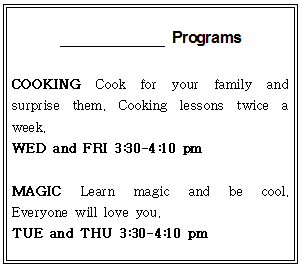 ____________ Programs
COOKING Cook for your family and
surprise them. Cooking lessons twice a
week.
WED and FRI 3:30-4:10 pm
MAGIC Learn magic and be cool.
Everyone will love you.
TUE and THU 3:30-4:10 pm